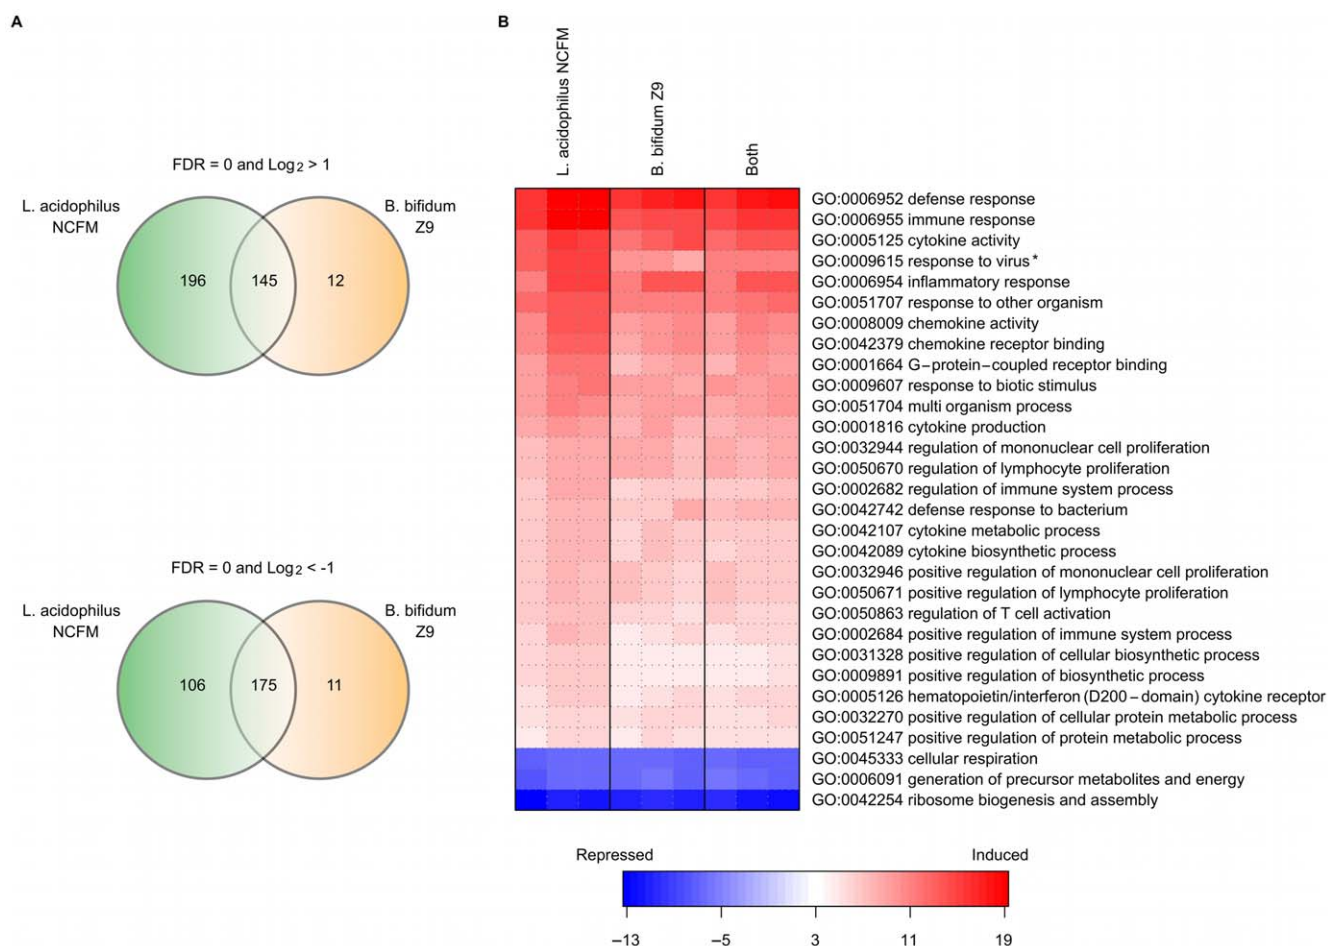 A
B
L. acidophilus NCFM
B. bifidum Z9
Both
FDR = 0 and Log2 > 1
L. acidophilus
NCFM
B. bifidum
Z9
196
145
12
FDR = 0 and Log2 < -1
L. acidophilus
NCFM
B. bifidum
Z9
106
175
11
GO:0006952 defense response
GO:0006955 immune response
GO:0005125 cytokine activity
GO:0009615 response to virus*
GO:0006954 inflammatory response
GO:0051707 response to other organism
GO:0008009 chemokine activity
GO:0042379 chemokine receptor binding
GO:0001664 G–protein–coupled receptor binding
GO:0009607 response to biotic stimulus
GO:0051704 multi organism process
GO:0001816 cytokine production
GO:0032944 regulation of mononuclear cell proliferation
GO:0050670 regulation of lymphocyte proliferation
GO:0002682 regulation of immune system process
GO:0042742 defense response to bacterium
GO:0042107 cytokine metabolic process
GO:0042089 cytokine biosynthetic process
GO:0032946 positive regulation of mononuclear cell proliferation
GO:0050671 positive regulation of lymphocyte proliferation
GO:0050863 regulation of T cell activation
GO:0002684 positive regulation of immune system process
GO:0031328 positive regulation of cellular biosynthetic process
GO:0009891 positive regulation of biosynthetic process
GO:0005126 hematopoietin/interferon (D200–domain) cytokine receptor
GO:0032270 positive regulation of cellular protein metabolic process
GO:0051247 positive regulation of protein metabolic process
GO:0045333 cellular respiration
GO:0006091 generation of precursor metabolites and energy
GO:0042254 ribosome biogenesis and assembly
Repressed
Induced
–13
–5
3
11
19